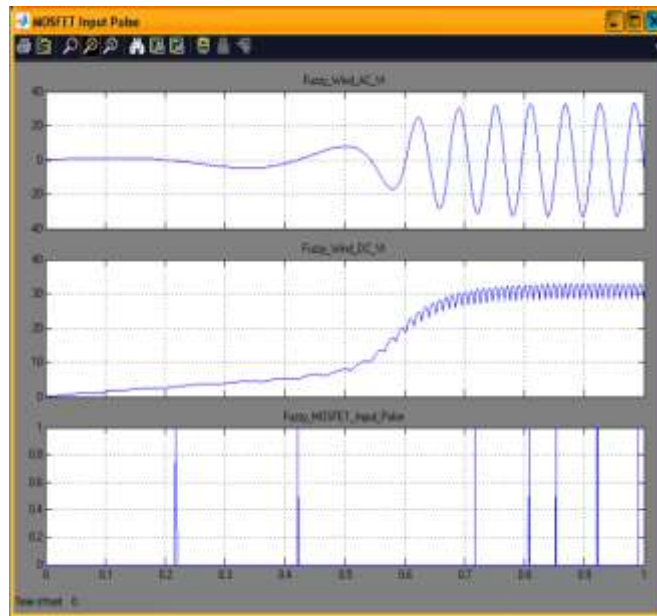 MOSFET Input Pulse
Fuzzy_Wind_AC_Vi
40
20
0
20
40
Fuzzy_Wind_DC_Vi
40
30
20
10
0
Fuzzy_MOSFET_Input_Pulse
1
0.8
0.6
0.4
0.2
0
0 0.1 0.2 0.3 0.4 0.5 0.6 0.7 0.8 0.9 1
Time offset: 0